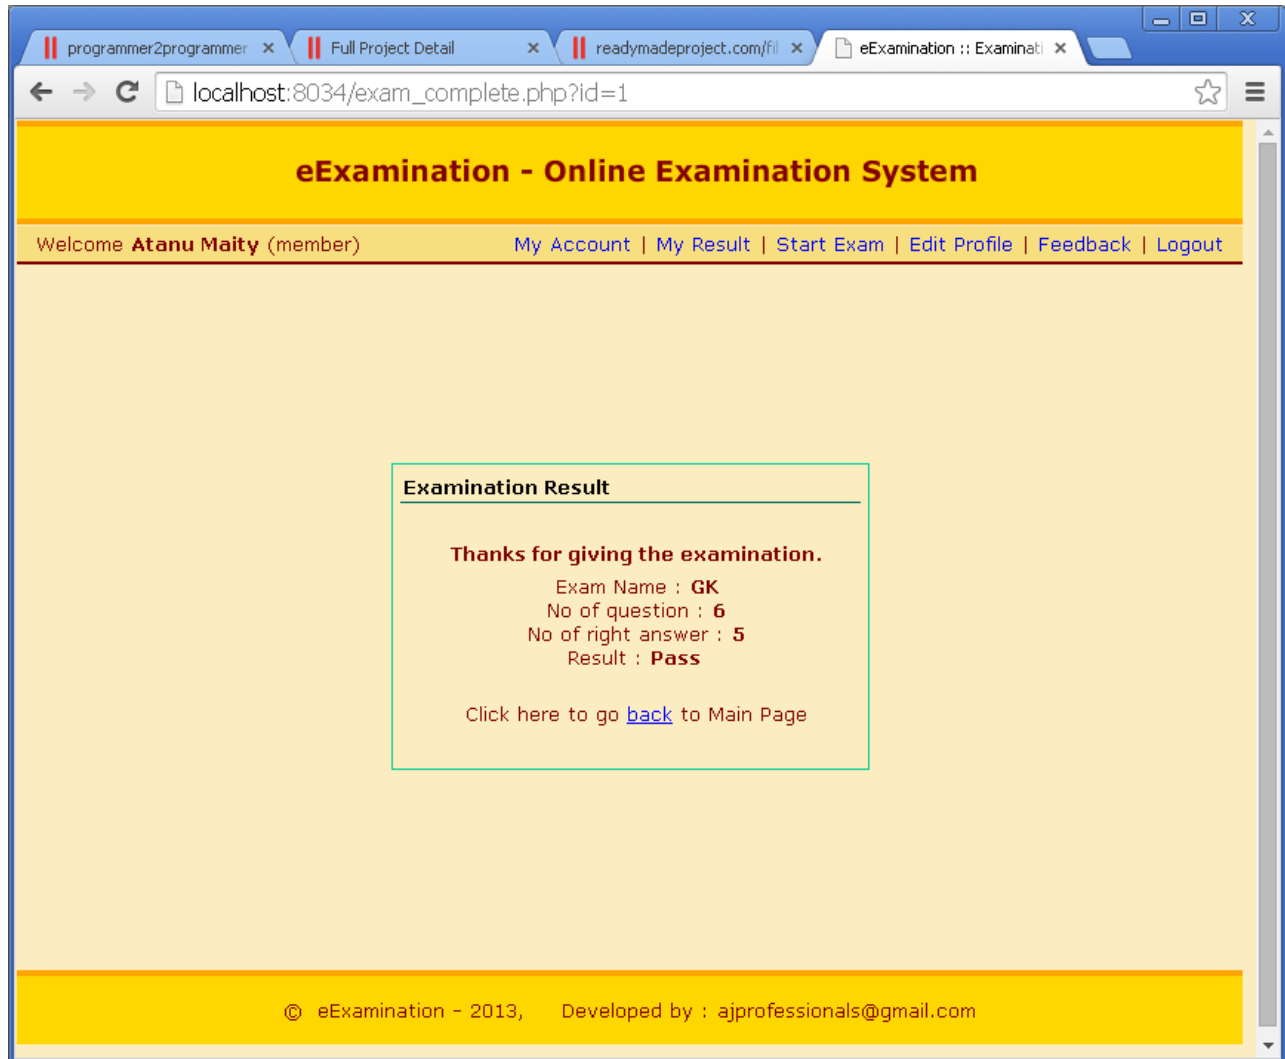 programmer2programmer
Full Project Detail
readymadeproject.com/fil
eExamination :: Examinati
localhost:8034/exam_complete.php?id=1
eExamination - Online Examination System
Welcome Atanu Maity (member)
My Account | My Result | Start Exam | Edit Profile | Feedback | Logout
Examination Result
Thanks for giving the examination.
Exam Name : GK
No of question : 6
No of right answer : 5
Result : Pass
Click here to go back to Main Page
© eExamination - 2013, Developed by : ajprofessionals@gmail.com